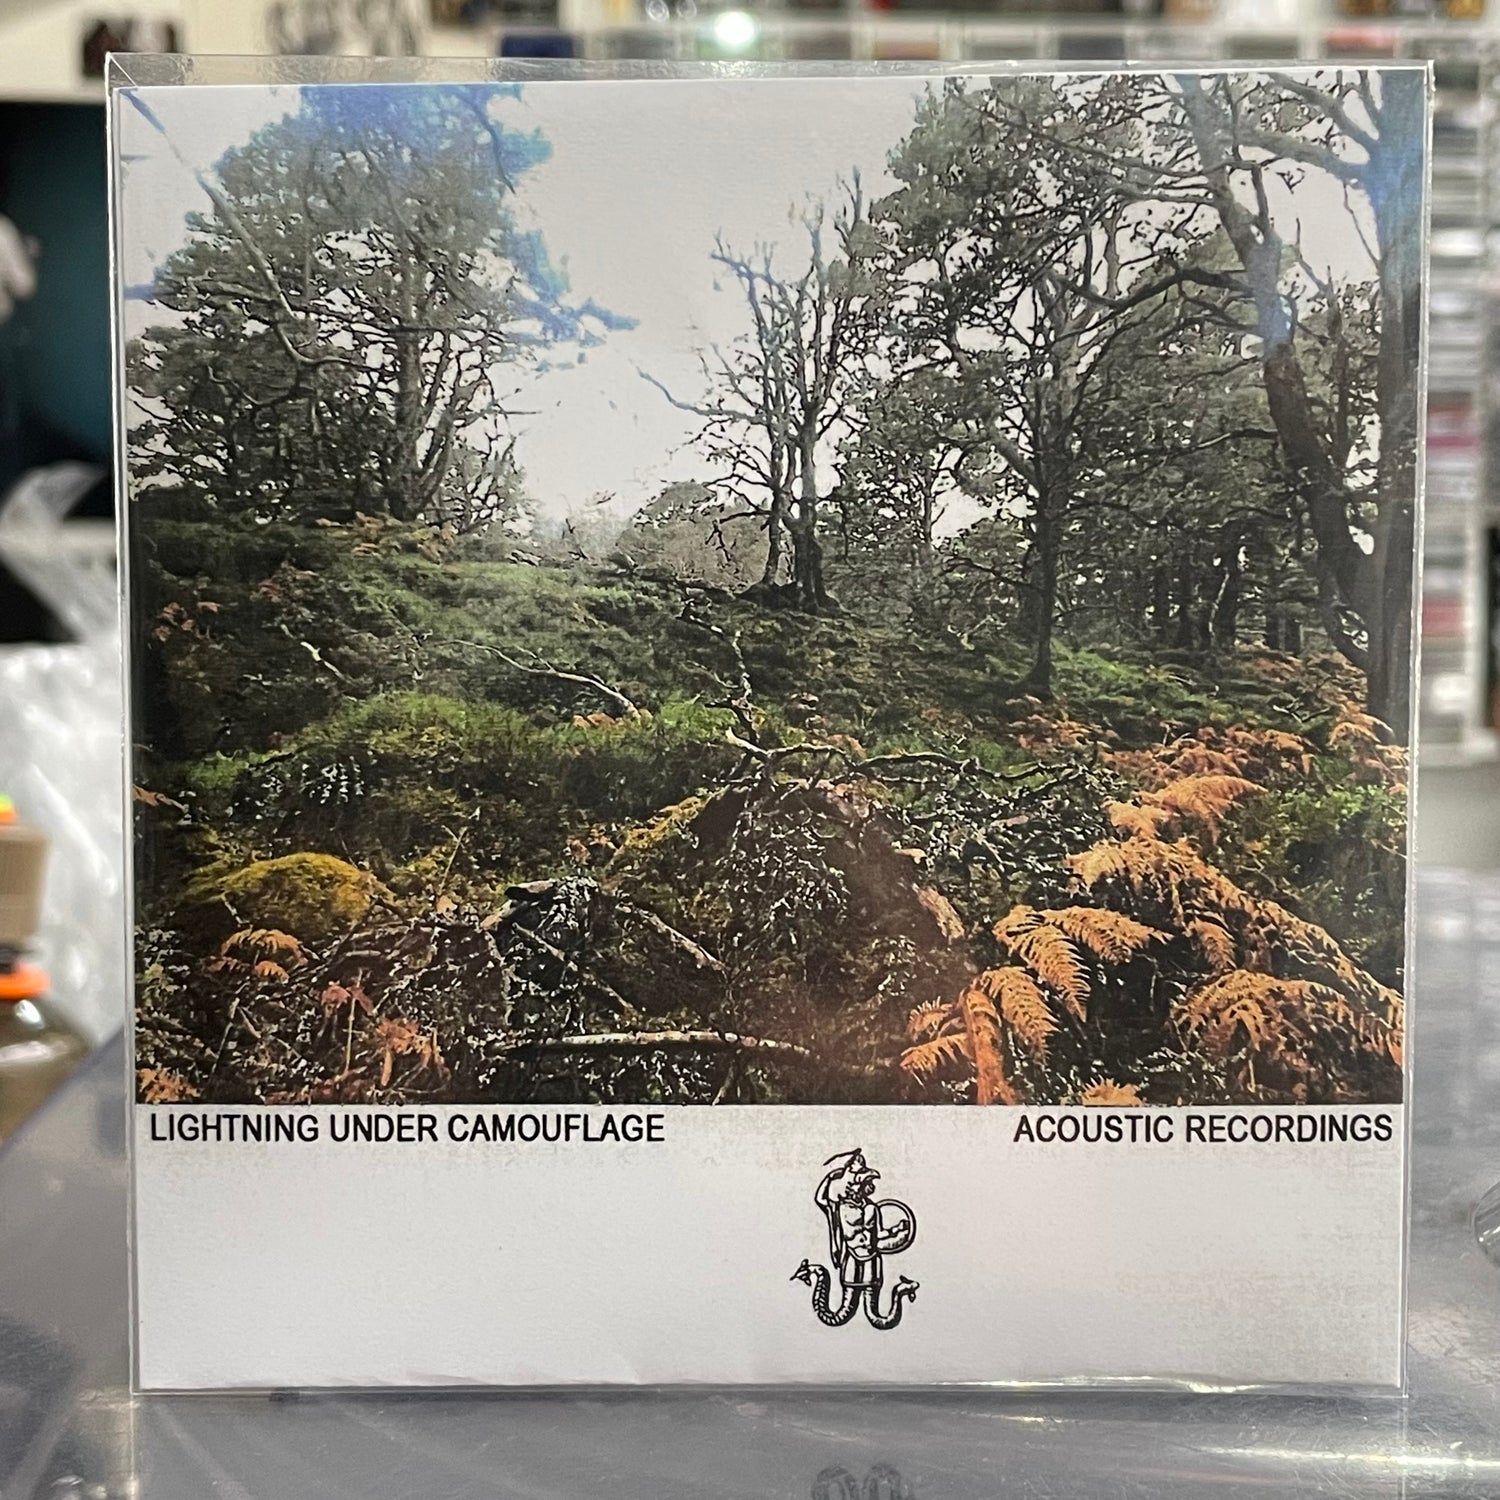 LIGHTNING UNDER CAMOUFLAGE
ACOUSTIC RECORDINGS